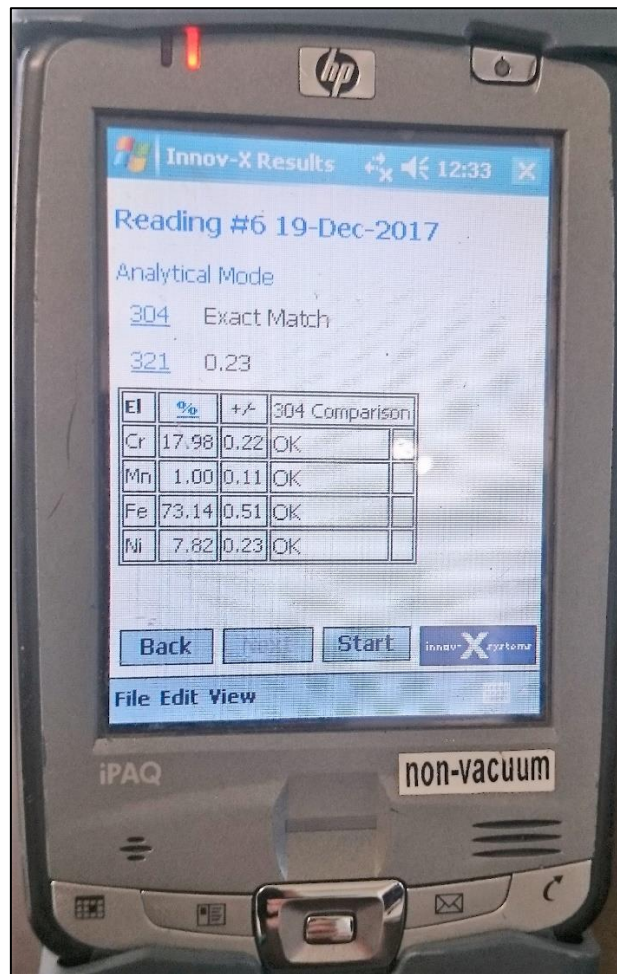 hp
Innov-X Results 12:33
Reading #6 19-Dec-2017
Analytical Mode
304 Exact Match
321 0.23
El % +/- 304 Comparison
Cr 17.98 0.22 OK
Mn 1.00 0.11 OK
Fe 73.14 0.51 OK
Ni 7.82 0.23 OK
Back Next Start innov-X systems
File Edit View
iPAQ non-vacuum